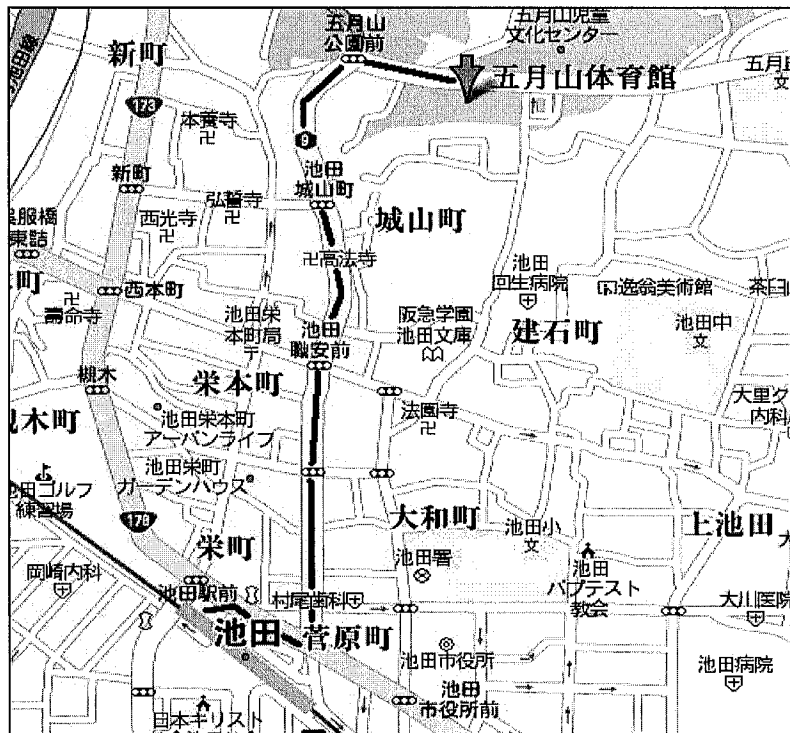 五月山
公園前
五月山児童
文化センター
新町
五月山体育館
173
本養寺
9
池田
城山町
新町
弘誓寺
西光寺
城山町
呉服橋
東詰
高法寺
池田
回生病院
逸翁美術館
西本町
壽命寺
池田栄
本町局
池田
職安前
阪急学園
池田文庫
建石町
池田中
文
槻木
栄本町
法園寺
池田栄本町
アーバンライフ
池田栄町
ガーデンハウス
池田ゴルフ
練習場
176
大和町
池田小
文
上池田
栄町
池田署
池田
バプテスト
教会
岡崎内科
池田駅前
村尾歯科
大川医院
池田
菅原町
池田市役所
池田病院
池田
市役所前
日本キリスト